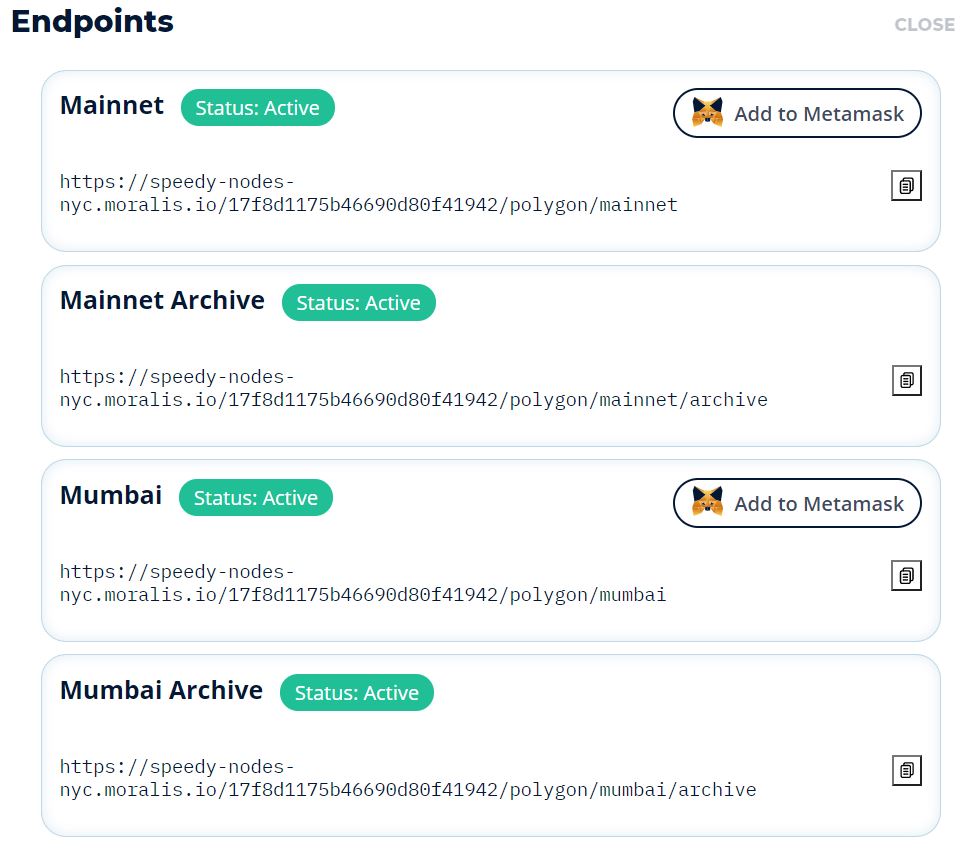 Endpoints
CLOSE
Mainnet
Status: Active
Add to Metamask
https://speedy-nodes-
nyc.moralis.io/17f8d1175b46690d80f41942/polygon/mainnet
Mainnet Archive
Status: Active
https://speedy-nodes-
nyc.moralis.io/17f8d1175b46690d80f41942/polygon/mainnet/archive
Mumbai
Status: Active
Add to Metamask
https://speedy-nodes-
nyc.moralis.io/17f8d1175b46690d80f41942/polygon/mumbai
Mumbai Archive
Status: Active
https://speedy-nodes-
nyc.moralis.io/17f8d1175b46690d80f41942/polygon/mumbai/archive